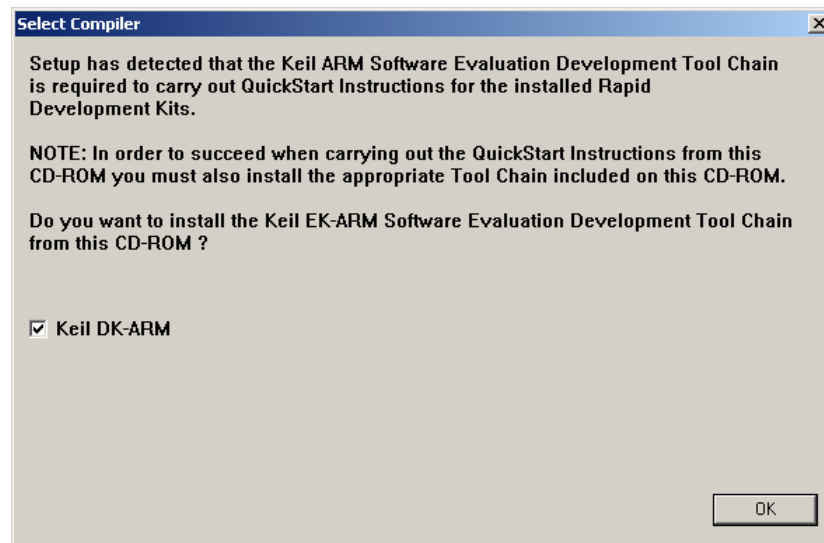 Select Compiler
Setup has detected that the Keil ARM Software Evaluation Development Tool Chain
is required to carry out QuickStart Instructions for the installed Rapid
Development Kits.
NOTE: In order to succeed when carrying out the QuickStart Instructions from this
CD-ROM you must also install the appropriate Tool Chain included on this CD-ROM.
Do you want to install the Keil EK-ARM Software Evaluation Development Tool Chain
from this CD-ROM ?
Keil DK-ARM
OK